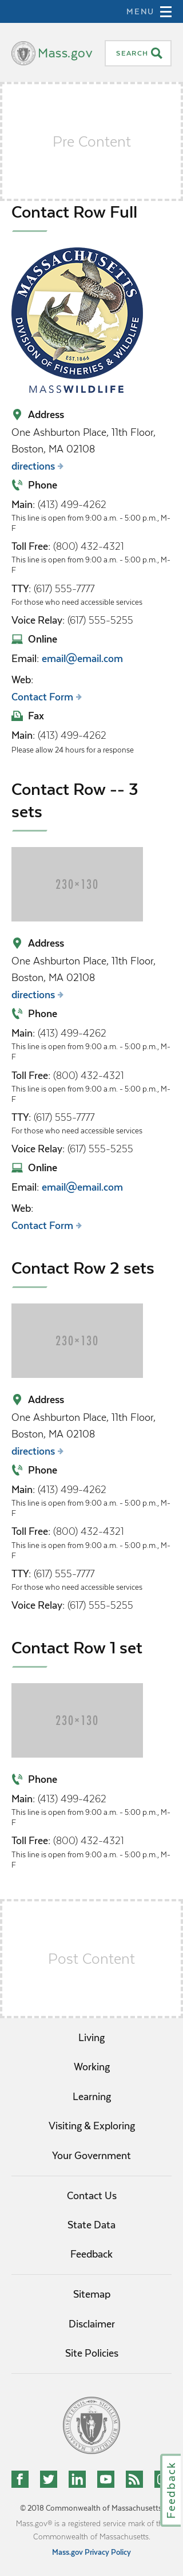 MENU
Mass.gov
SEARCH
Pre Content
Contact Row Full
MASSACHUSETTS
DIVISION OF FISHERIES & WILDLIFE
EST. 1866
MASSWILDLIFE
Address
One Ashburton Place, 11th Floor,
Boston, MA 02108
directions
Phone
Main: (413) 499-4262
This line is open from 9:00 a.m. - 5:00 p.m., M-
F
Toll Free: (800) 432-4321
This line is open from 9:00 a.m. - 5:00 p.m., M-
F
TTY: (617) 555-7777
For those who need accessible services
Voice Relay: (617) 555-5255
Online
Email: email@email.com
Web:
Contact Form
Fax
Main: (413) 499-4262
Please allow 24 hours for a response
Contact Row -- 3
sets
230×130
Address
One Ashburton Place, 11th Floor,
Boston, MA 02108
directions
Phone
Main: (413) 499-4262
This line is open from 9:00 a.m. - 5:00 p.m., M-
F
Toll Free: (800) 432-4321
This line is open from 9:00 a.m. - 5:00 p.m., M-
F
TTY: (617) 555-7777
For those who need accessible services
Voice Relay: (617) 555-5255
Online
Email: email@email.com
Web:
Contact Form
Contact Row 2 sets
230×130
Address
One Ashburton Place, 11th Floor,
Boston, MA 02108
directions
Phone
Main: (413) 499-4262
This line is open from 9:00 a.m. - 5:00 p.m., M-
F
Toll Free: (800) 432-4321
This line is open from 9:00 a.m. - 5:00 p.m., M-
F
TTY: (617) 555-7777
For those who need accessible services
Voice Relay: (617) 555-5255
Contact Row 1 set
230×130
Phone
Main: (413) 499-4262
This line is open from 9:00 a.m. - 5:00 p.m., M-
F
Toll Free: (800) 432-4321
This line is open from 9:00 a.m. - 5:00 p.m., M-
F
Post Content
Living
Working
Learning
Visiting & Exploring
Your Government
Contact Us
State Data
Feedback
Sitemap
Disclaimer
Site Policies
Feedback
© 2018 Commonwealth of Massachusetts
Mass.gov® is a registered service mark of the
Commonwealth of Massachusetts.
Mass.gov Privacy Policy